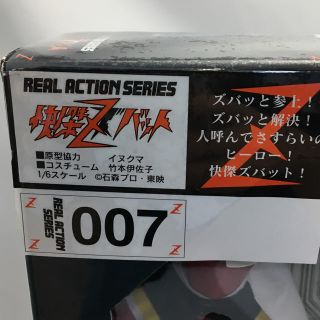 REAL ACTION SERIES
快傑Zバット
■原型協力 イヌクマ
■コスチューム 竹本伊佐子
1/6スケール ©石森プロ・東映
ズバッと参上!
ズバッと解決!
人呼んでさすらいの
ヒーロー!
快傑ズバット!
Z
REAL ACTION
SERIES
007
Z
Z